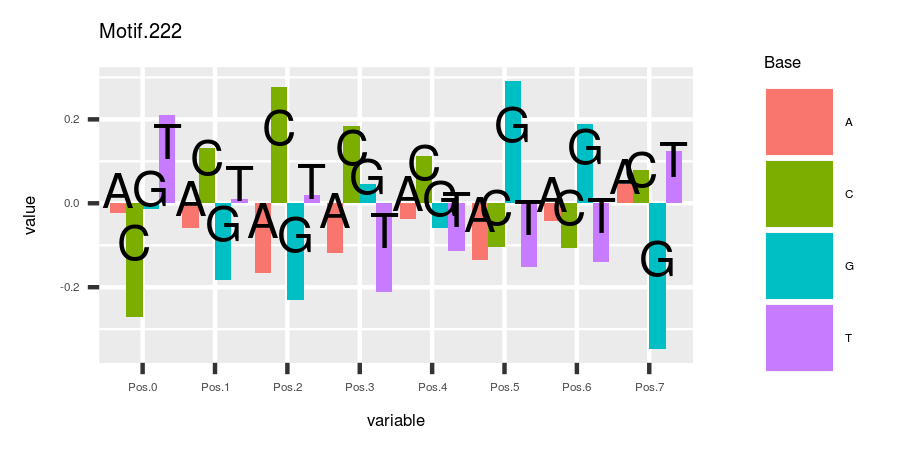 Motif.222
Base
A
C
G
T
value
0.2
0.0
-0.2
A C G T
A C G T
A C G T
A C G T
A C G T
A C G T
A C G T
A C G T
Pos.0 Pos.1 Pos.2 Pos.3 Pos.4 Pos.5 Pos.6 Pos.7
variable